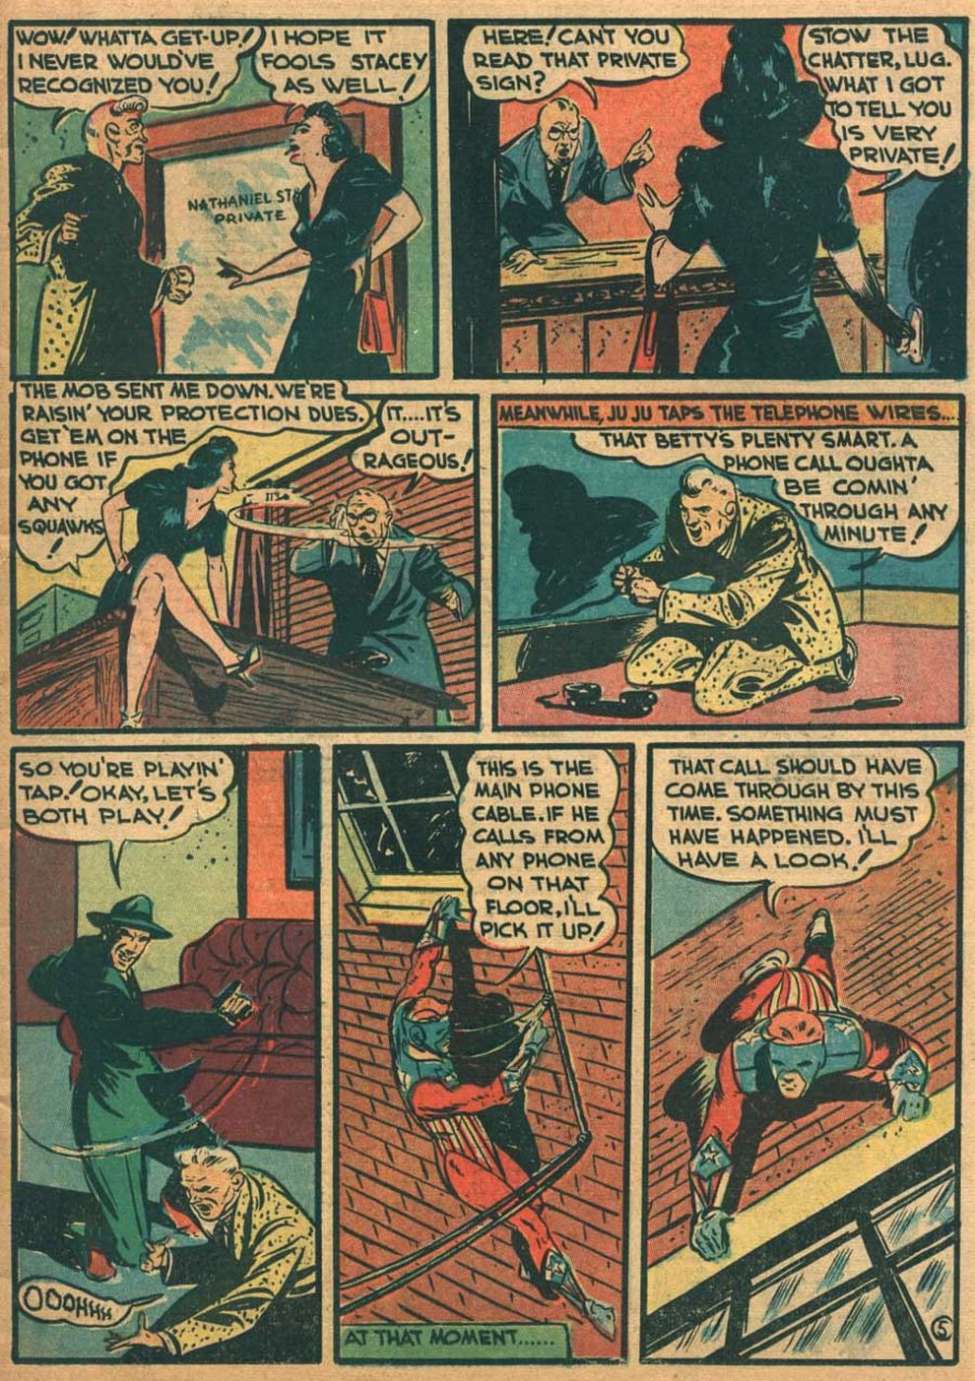 WOW! WHATTA GET-UP!
I NEVER WOULD'VE
RECOGNIZED YOU!
I HOPE IT
FOOLS STACEY
AS WELL!
NATHANIEL STA
PRIVATE
HERE! CAN'T YOU
READ THAT PRIVATE
SIGN?
STOW THE
CHATTER, LUG.
WHAT I GOT
TO TELL YOU
IS VERY
PRIVATE!
THE MOB SENT ME DOWN. WE'RE
RAISIN' YOUR PROTECTION DUES.
GET 'EM ON THE
PHONE IF
YOU GOT
ANY
SQUAWKS
!
IT....IT'S
OUT-
RAGEOUS!
MEANWHILE, JU JU TAPS THE TELEPHONE WIRES....
THAT BETTY'S PLENTY SMART. A
PHONE CALL OUGHTA
BE COMIN'
THROUGH ANY
MINUTE!
SO YOU'RE PLAYIN'
TAP! OKAY, LET'S
BOTH PLAY!
OOOHHH
THIS IS THE
MAIN PHONE
CABLE. IF HE
CALLS FROM
ANY PHONE
ON THAT
FLOOR, I'LL
PICK IT UP!
AT THAT MOMENT......
THAT CALL SHOULD HAVE
COME THROUGH BY THIS
TIME. SOMETHING MUST
HAVE HAPPENED. I'LL
HAVE A LOOK!
5